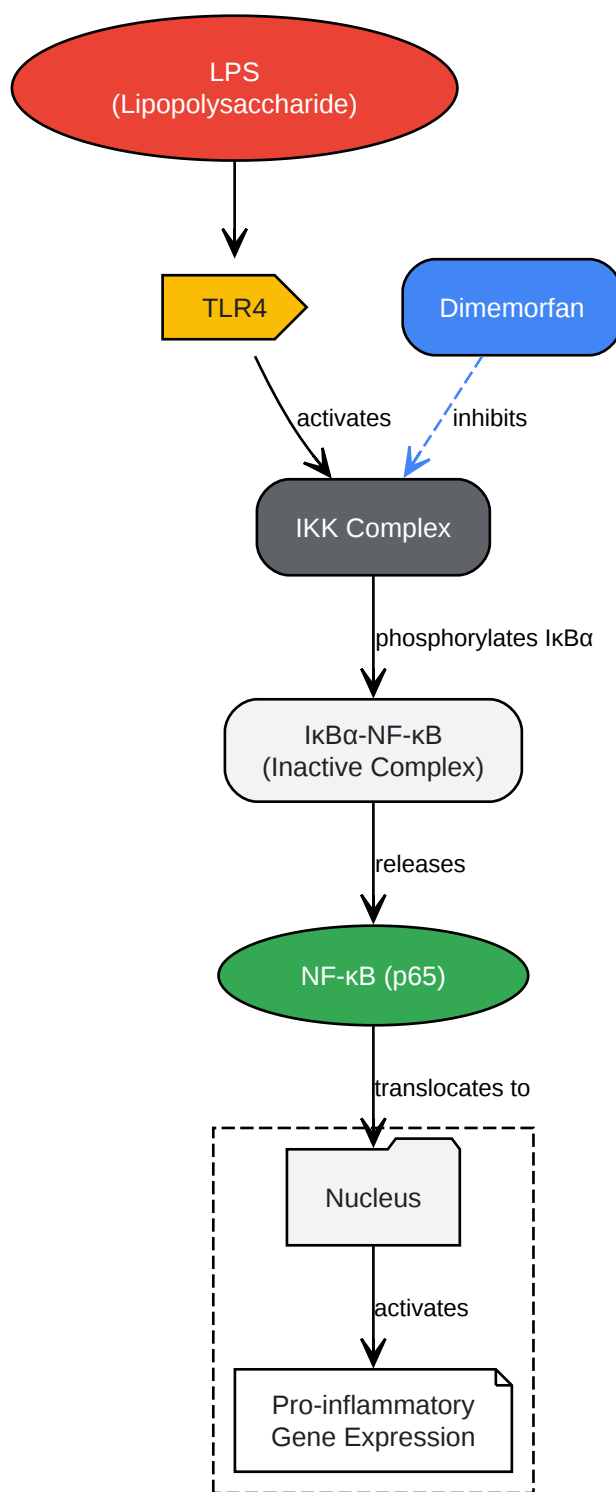 LPS
(Lipopolysaccharide)
TLR4
Dimemorfan
activates
inhibits
IKK Complex
phosphorylates IκBα
IκBα-NF-κB
(Inactive Complex)
releases
NF-κB (p65)
translocates to
Nucleus
activates
Pro-inflammatory
Gene Expression